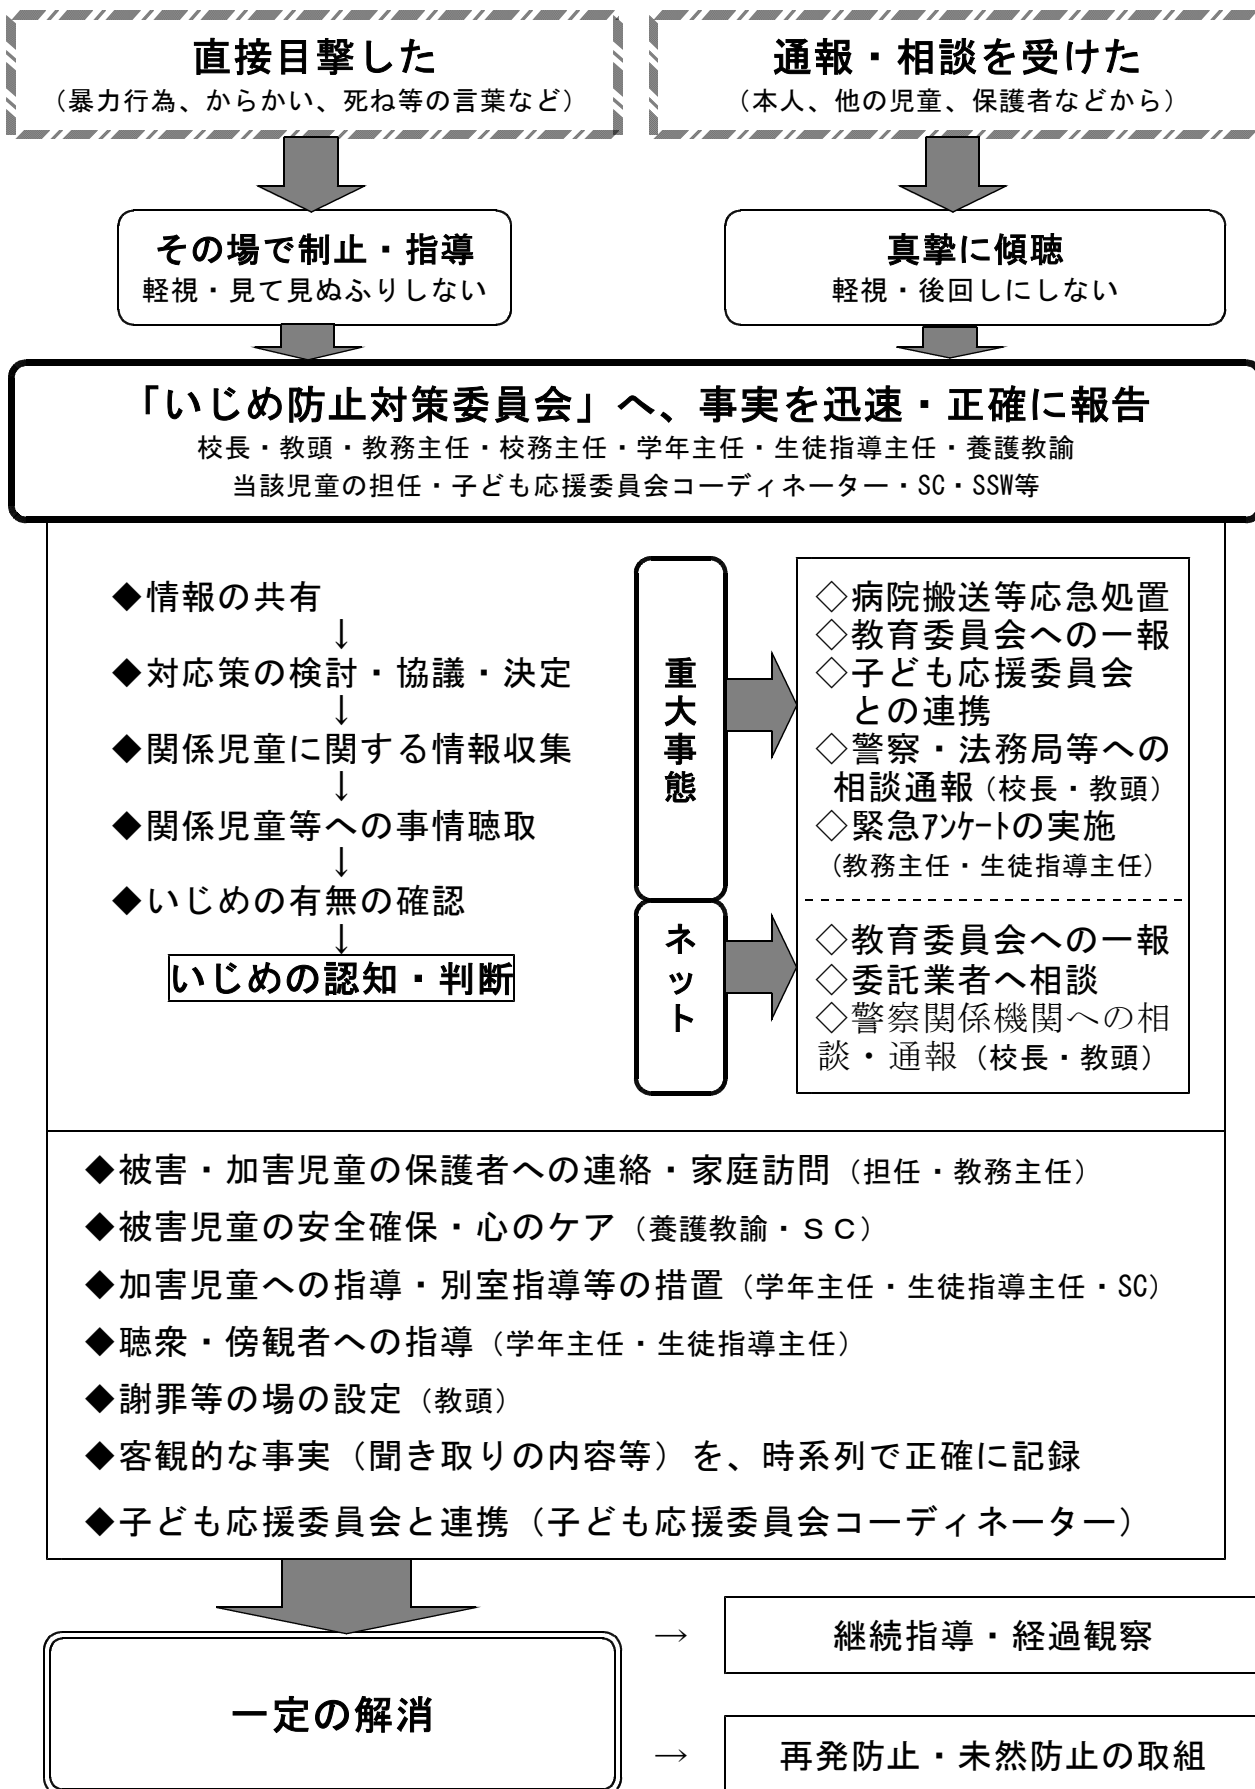 直接目撃した
（暴力行為、からかい、死ね等の言葉など）
通報・相談を受けた
（本人、他の児童、保護者などから）
その場で制止・指導
軽視・見て見ぬふりしない
真摯に傾聴
軽視・後回しにしない
「いじめ防止対策委員会」へ、事実を迅速・正確に報告
校長・教頭・教務主任・校務主任・学年主任・生徒指導主任・養護教諭
当該児童の担任・子ども応援委員会コーディネーター・SC・SSW等
◆情報の共有
↓
◆対応策の検討・協議・決定
↓
◆関係児童に関する情報収集
↓
◆関係児童等への事情聴取
↓
◆いじめの有無の確認
↓
いじめの認知・判断
重大事態
◇病院搬送等応急処置
◇教育委員会への一報
◇子ども応援委員会
との連携
◇警察・法務局等への
相談通報（校長・教頭）
◇緊急ｱﾝｹｰﾄの実施
（教務主任・生徒指導主任）
ネット
◇教育委員会への一報
◇委託業者へ相談
◇警察関係機関への相
談・通報（校長・教頭）
◆被害・加害児童の保護者への連絡・家庭訪問（担任・教務主任）
◆被害児童の安全確保・心のケア（養護教諭・ＳＣ）
◆加害児童への指導・別室指導等の措置（学年主任・生徒指導主任・SC）
◆聴衆・傍観者への指導（学年主任・生徒指導主任）
◆謝罪等の場の設定（教頭）
◆客観的な事実（聞き取りの内容等）を、時系列で正確に記録
◆子ども応援委員会と連携（子ども応援委員会コーディネーター）
一定の解消
→ 継続指導・経過観察
→ 再発防止・未然防止の取組